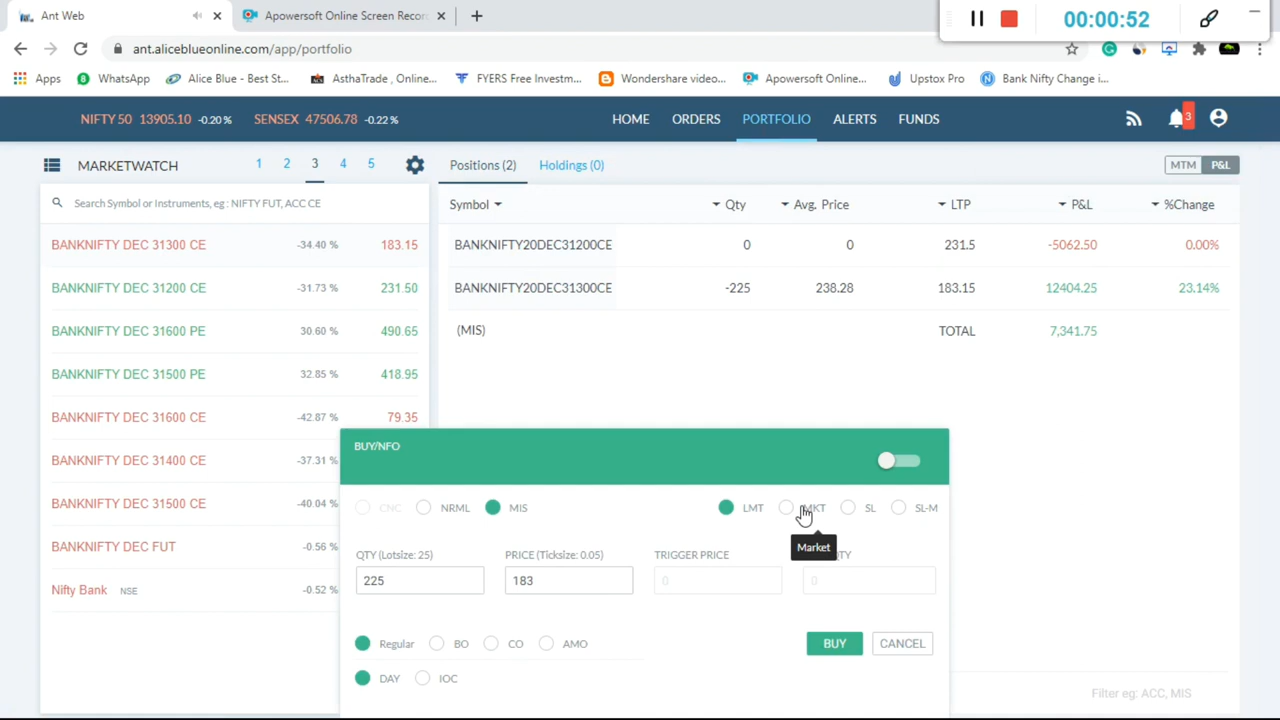 Ant Web
Apowersoft Online Screen Recor
00:00:52
ant.aliceblueonline.com/app/portfolio
Apps
WhatsApp
Alice Blue - Best St...
AsthaTrade , Online...
FYERS Free Investm...
Wondershare video...
Apowersoft Online...
Upstox Pro
Bank Nifty Change i...
NIFTY 50 13905.10 -0.20 %
SENSEX 47506.78 -0.22 %
HOME
ORDERS
PORTFOLIO
ALERTS
FUNDS
3
MARKETWATCH
1 2 3 4 5
Positions (2)
Holdings (0)
MTM P&L
Search Symbol or Instruments, eg : NIFTY FUT, ACC CE
BANKNIFTY DEC 31300 CE -34.40 % 183.15
BANKNIFTY DEC 31200 CE -31.73 % 231.50
BANKNIFTY DEC 31600 PE 30.60 % 490.65
BANKNIFTY DEC 31500 PE 32.85 % 418.95
BANKNIFTY DEC 31600 CE -42.87 % 79.35
BANKNIFTY DEC 31400 CE -37.31 %
BANKNIFTY DEC 31500 CE -40.04 %
BANKNIFTY DEC FUT -0.56 %
Nifty Bank NSE -0.52 %
Symbol Qty Avg. Price LTP P&L %Change
BANKNIFTY20DEC31200CE 0 0 231.5 -5062.50 0.00%
BANKNIFTY20DEC31300CE -225 238.28 183.15 12404.25 23.14%
(MIS) TOTAL 7,341.75
BUY/NFO
CNC NRML MIS LMT MKT SL SL-M
Market
QTY (Lotsize: 25) PRICE (Ticksize: 0.05) TRIGGER PRICE
225 183 0 0
Regular BO CO AMO
BUY CANCEL
DAY IOC
Filter eg: ACC, MIS